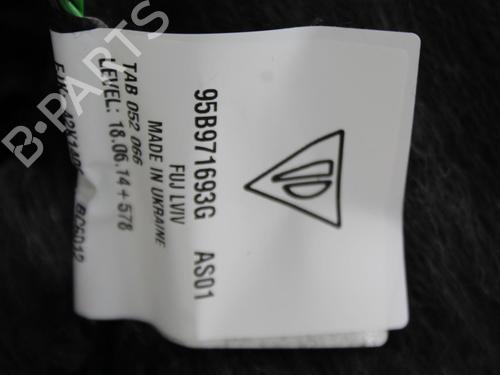 95B971693G AS01
FUJ LVIV
MADE IN UKRAINE
TAB 052 066
LEVEL: 18.06.14 + 578
B-PARTS